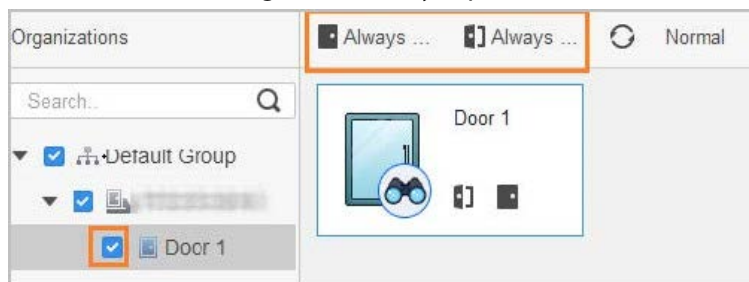 Organizations
Always ... Always ... Normal
Search..
Door 1
Default Group
Door 1